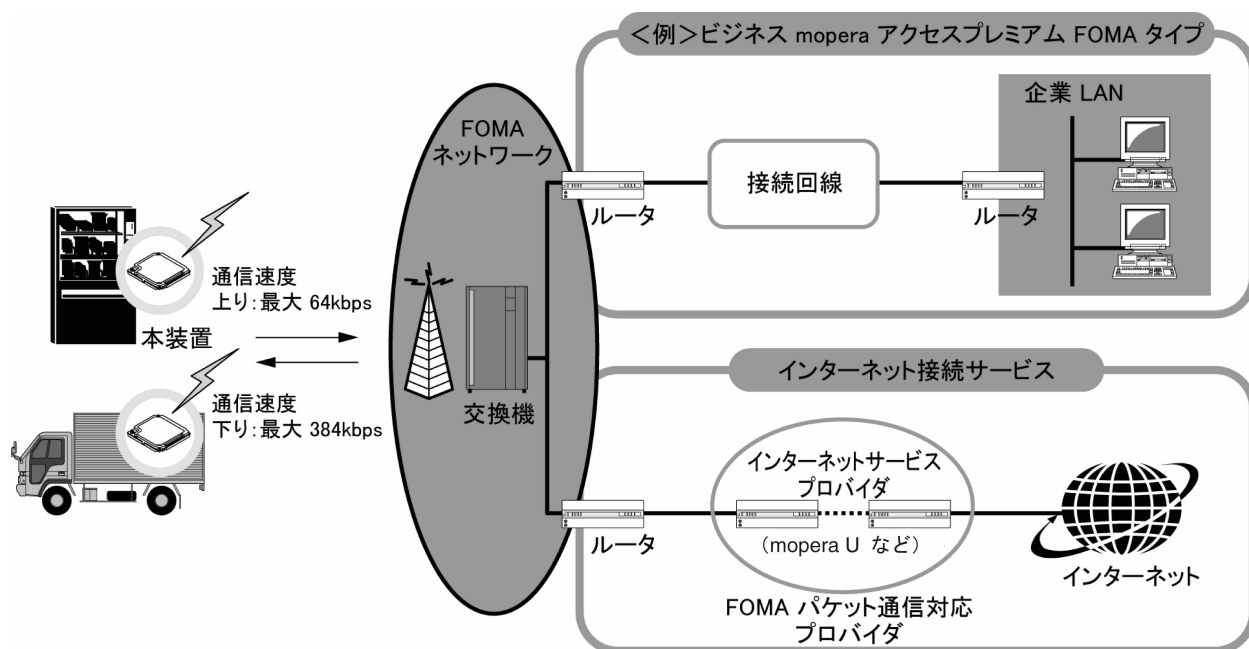 <例>ビジネス mopera アクセスプレミアム FOMA タイプ
企業 LAN
FOMA
ネットワーク
接続回線
ルータ
ルータ
通信速度
上り:最大 64kbps
本装置
通信速度
下り:最大 384kbps
交換機
インターネット接続サービス
インターネットサービス
プロバイダ
(mopera U など)
ルータ
インターネット
FOMA パケット通信対応
プロバイダ